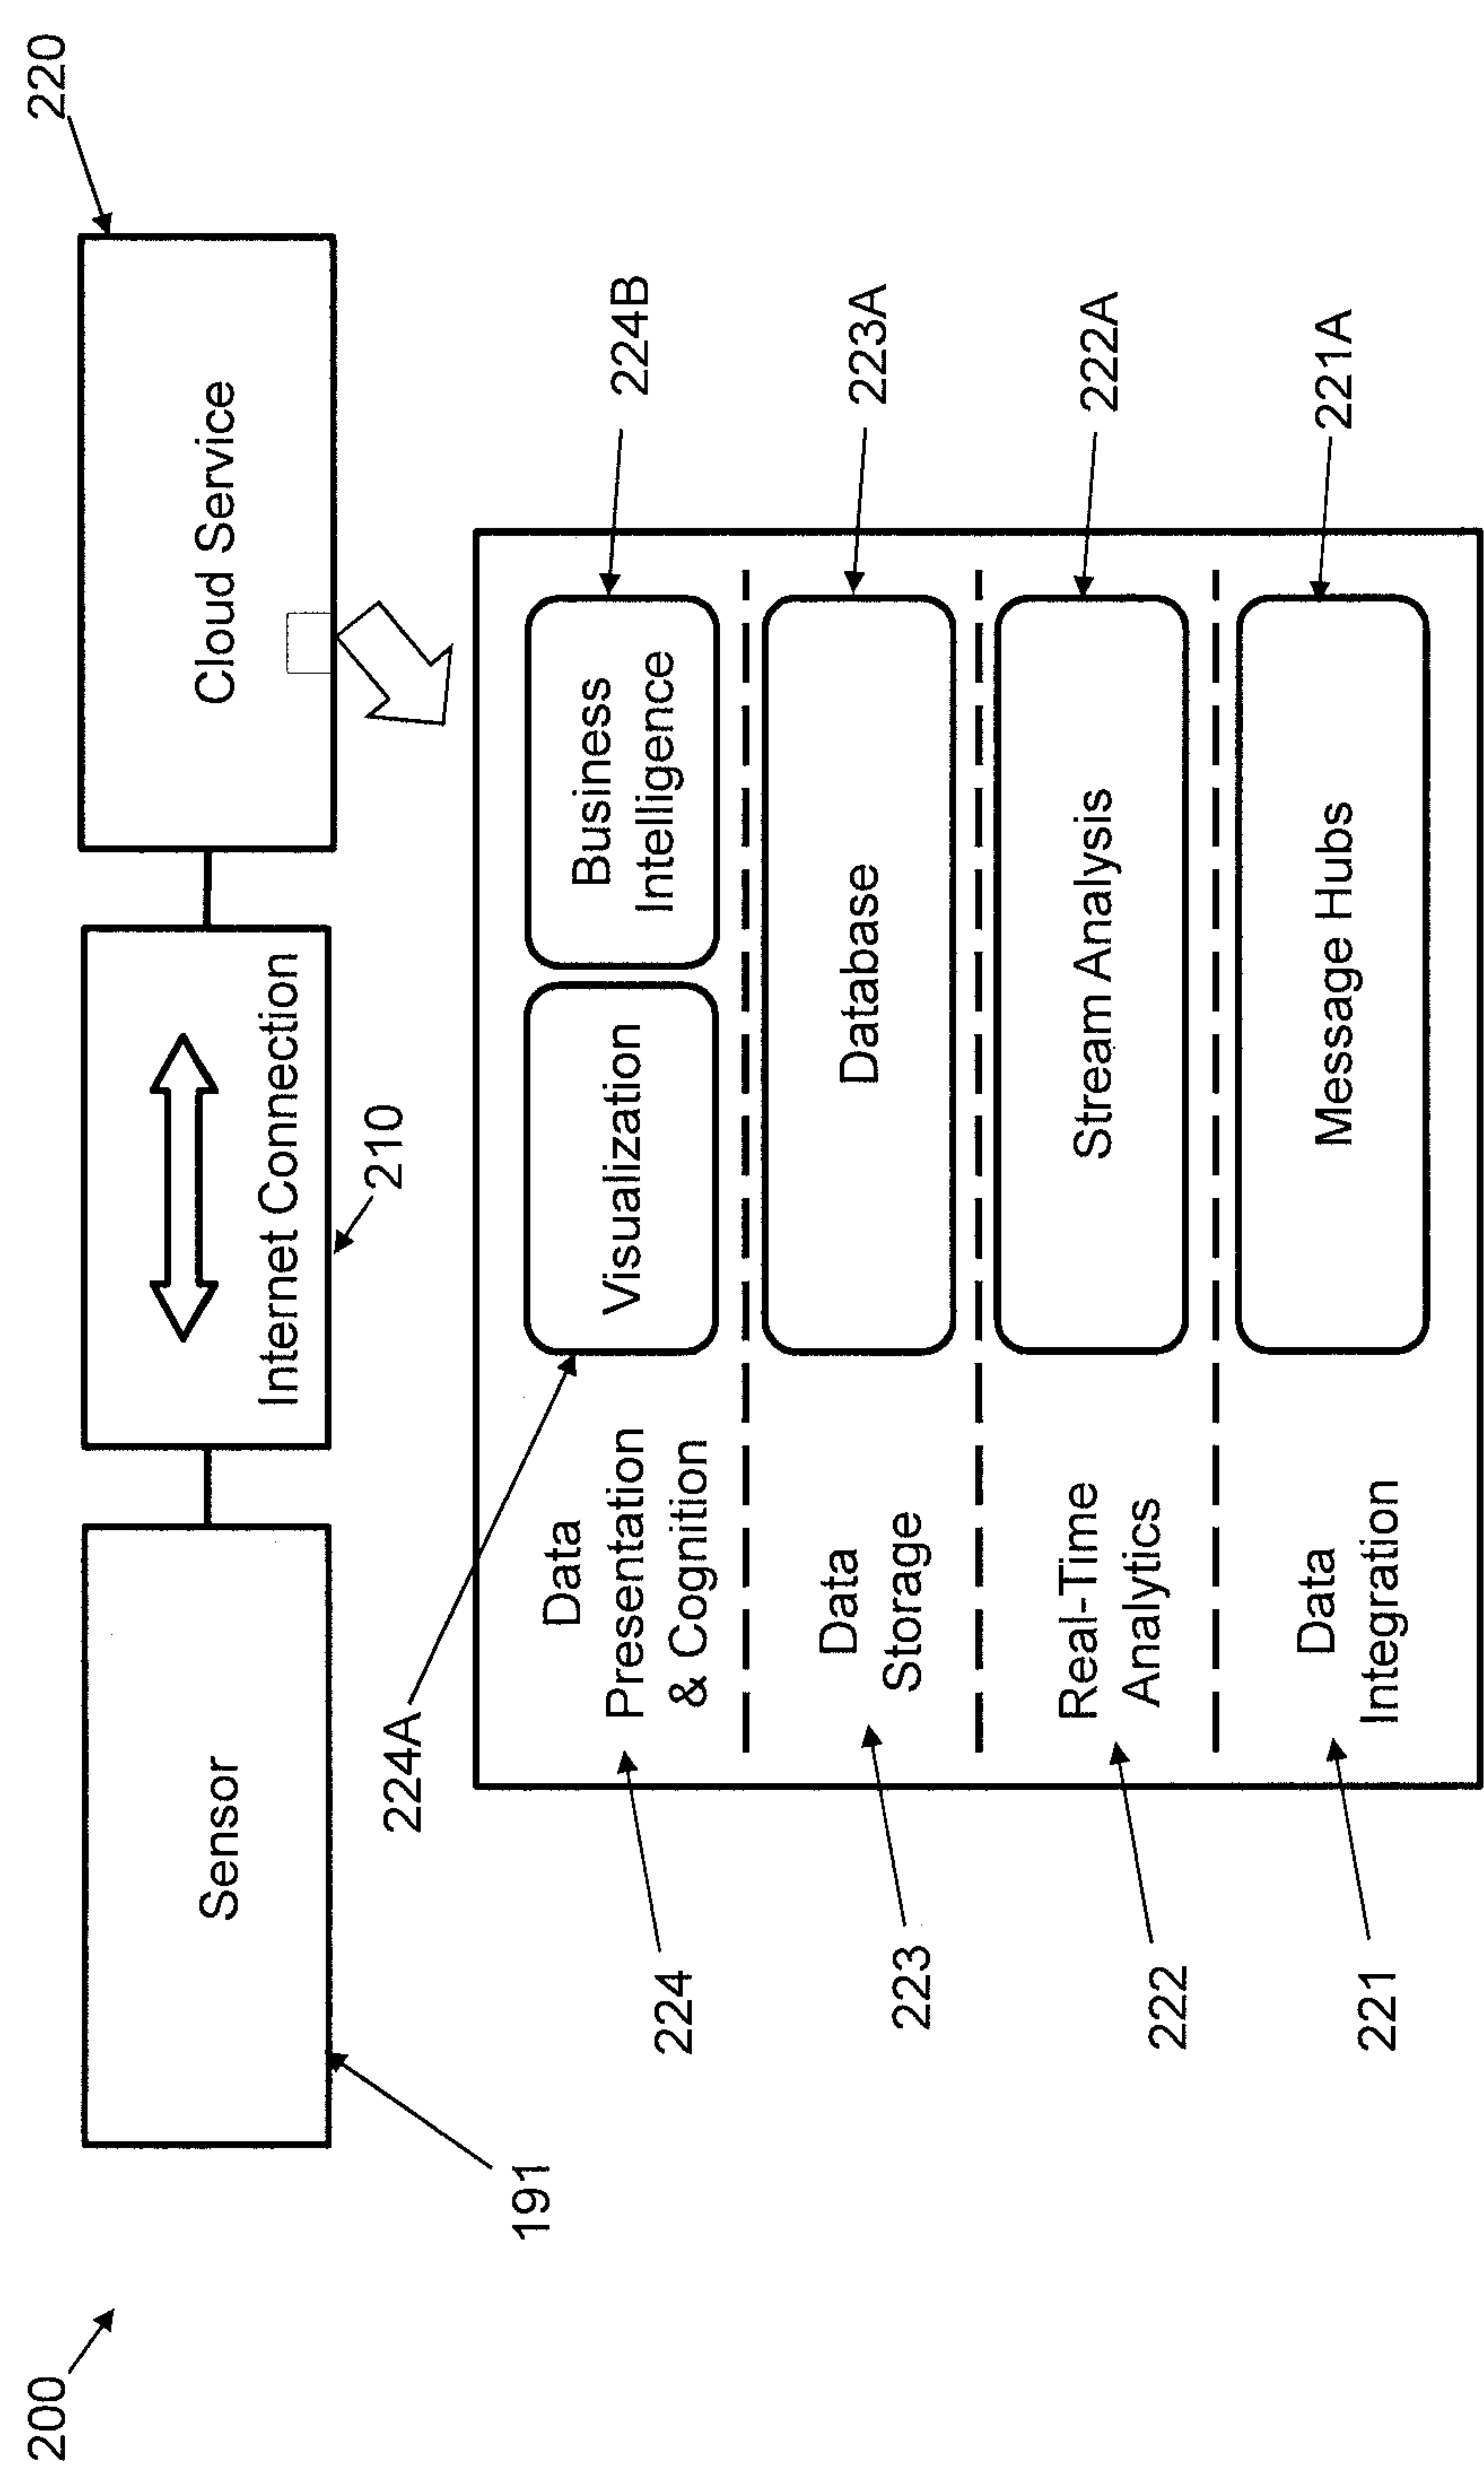 200
220
Sensor
Internet Connection
Cloud Service
191
210
224A
224
Data
Presentation
& Cognition
Visualization
Business
Intelligence
224B
223
Data
Storage
Database
223A
222
Real-Time
Analytics
Stream Analysis
222A
221
Data
Integration
Message Hubs
221A